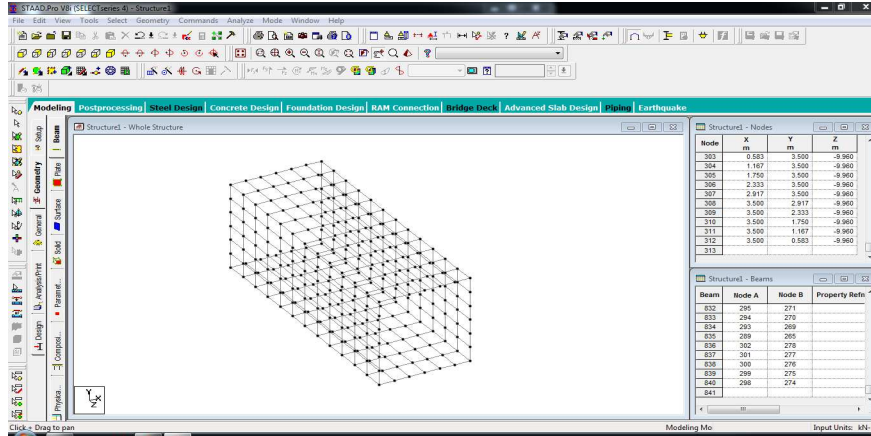 STAAD.Pro V8i (SELECTseries 4) - Structure1
File Edit View Tools Select Geometry Commands Analyze Mode Window Help
Modeling Postprocessing Steel Design Concrete Design Foundation Design RAM Connection Bridge Deck Advanced Slab Design Piping Earthquake
Setup
Geometry
General
Analysis/Print
Design
Beam
Plate
Surface
Solid
Paramet...
Composi...
Physica...
Structure1 - Whole Structure
Y
X
Z
Structure1 - Nodes
Node X Y Z
m m m
303 0.583 3.500 -9.960
304 1.167 3.500 -9.960
305 1.750 3.500 -9.960
306 2.333 3.500 -9.960
307 2.917 3.500 -9.960
308 3.500 2.917 -9.960
309 3.500 2.333 -9.960
310 3.500 1.750 -9.960
311 3.500 1.167 -9.960
312 3.500 0.583 -9.960
313
Structure1 - Beams
Beam Node A Node B Property Refn
832 295 271
833 294 270
834 293 269
835 289 265
836 302 278
837 301 277
838 300 276
839 299 275
840 298 274
841
Click + Drag to pan
Modeling Mo
Input Units: kN-